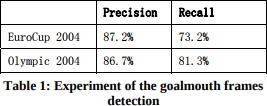 Precision Recall
EuroCup 2004 87.2% 73.2%
Olympic 2004 86.7% 81.3%
Table 1: Experiment of the goalmouth frames
detection